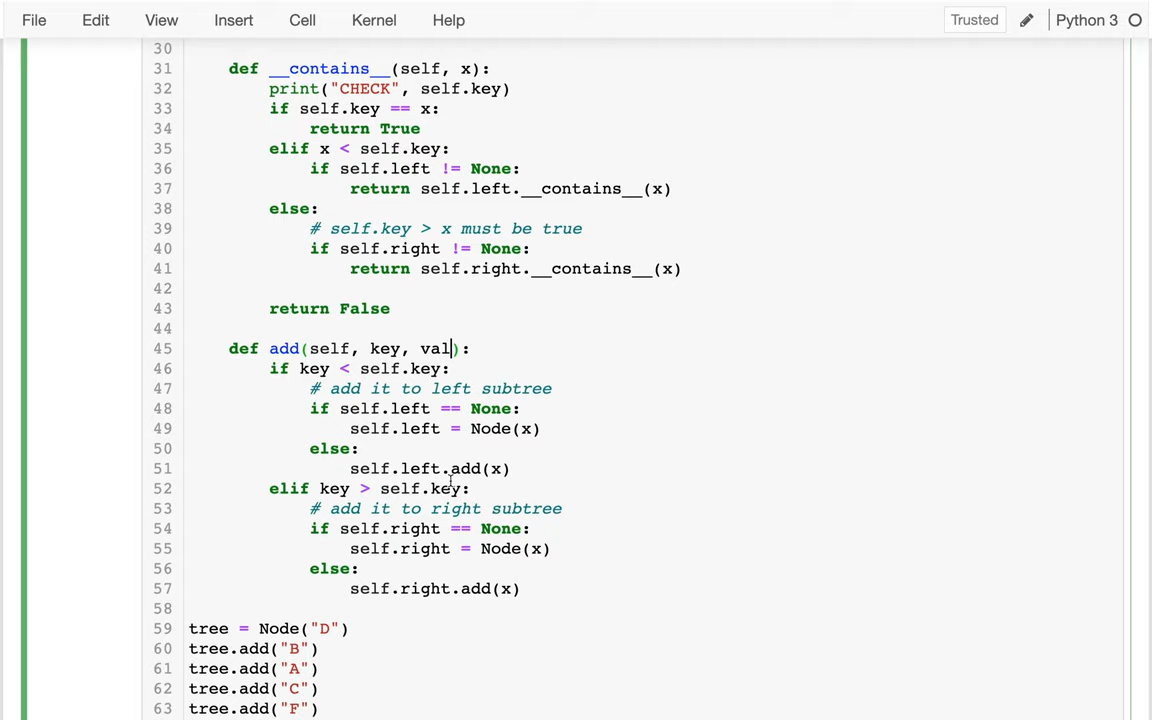 File Edit View Insert Cell Kernel Help Trusted Python 3
30
31     def __contains__(self, x):
32         print("CHECK", self.key)
33         if self.key == x:
34             return True
35         elif x < self.key:
36             if self.left != None:
37                 return self.left.__contains__(x)
38         else:
39             # self.key > x must be true
40             if self.right != None:
41                 return self.right.__contains__(x)
42
43         return False
44
45     def add(self, key, val):
46         if key < self.key:
47             # add it to left subtree
48             if self.left == None:
49                 self.left = Node(x)
50             else:
51                 self.left.add(x)
52         elif key > self.key:
53             # add it to right subtree
54             if self.right == None:
55                 self.right = Node(x)
56             else:
57                 self.right.add(x)
58
59 tree = Node("D")
60 tree.add("B")
61 tree.add("A")
62 tree.add("C")
63 tree.add("F")